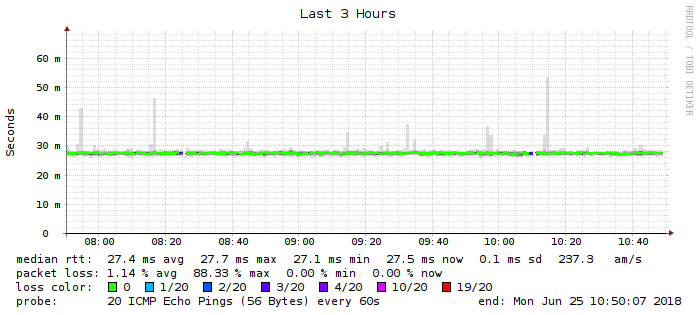 Last 3 Hours
RRDTOOL / TOBI OETIKER
Seconds
60 m
50 m
40 m
30 m
20 m
10 m
0
08:00 08:20 08:40 09:00 09:20 09:40 10:00 10:20 10:40
median rtt: 27.4 ms avg 27.7 ms max 27.1 ms min 27.5 ms now 0.1 ms sd 237.3 am/s
packet loss: 1.14 % avg 88.33 % max 0.00 % min 0.00 % now
loss color: 0 1/20 2/20 3/20 4/20 10/20 19/20
probe: 20 ICMP Echo Pings (56 Bytes) every 60s end: Mon Jun 25 10:50:07 2018